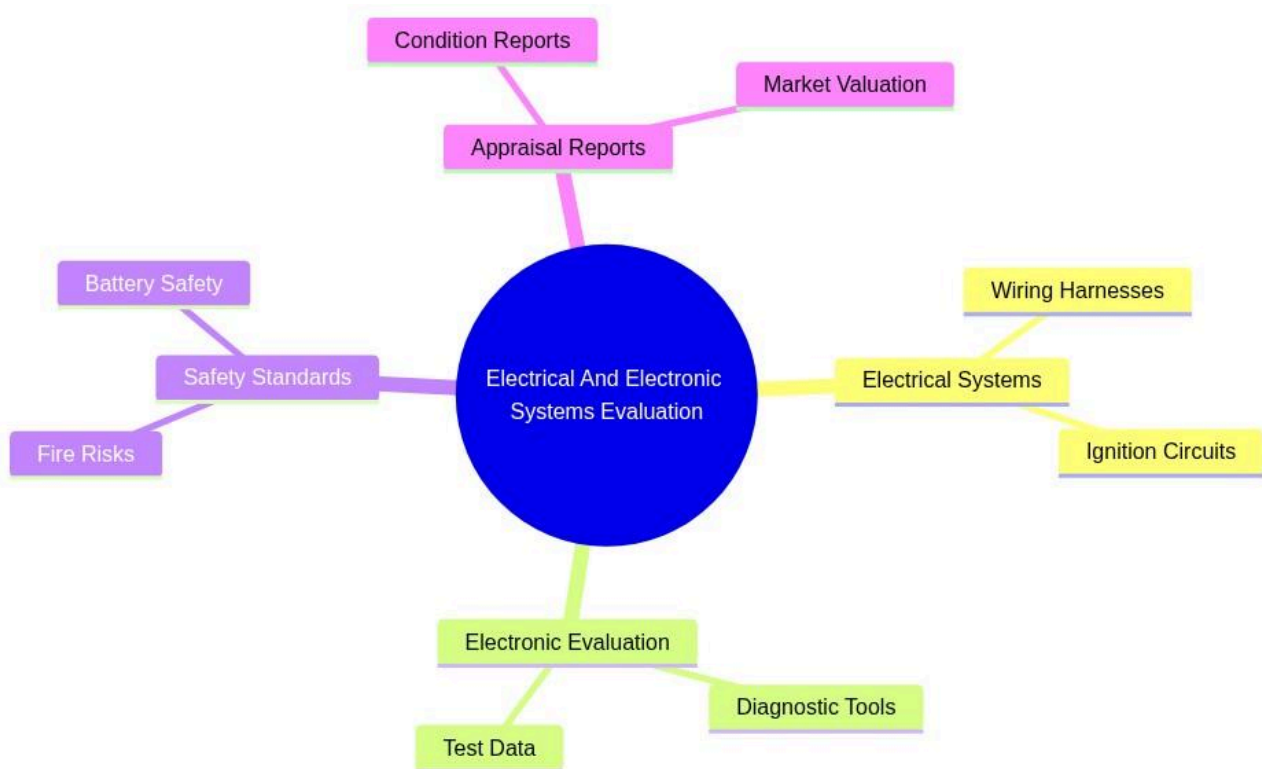 Condition Reports
Market Valuation
Appraisal Reports
Battery Safety
Safety Standards
Fire Risks
Electrical And Electronic
Systems Evaluation
Wiring Harnesses
Electrical Systems
Ignition Circuits
Electronic Evaluation
Diagnostic Tools
Test Data